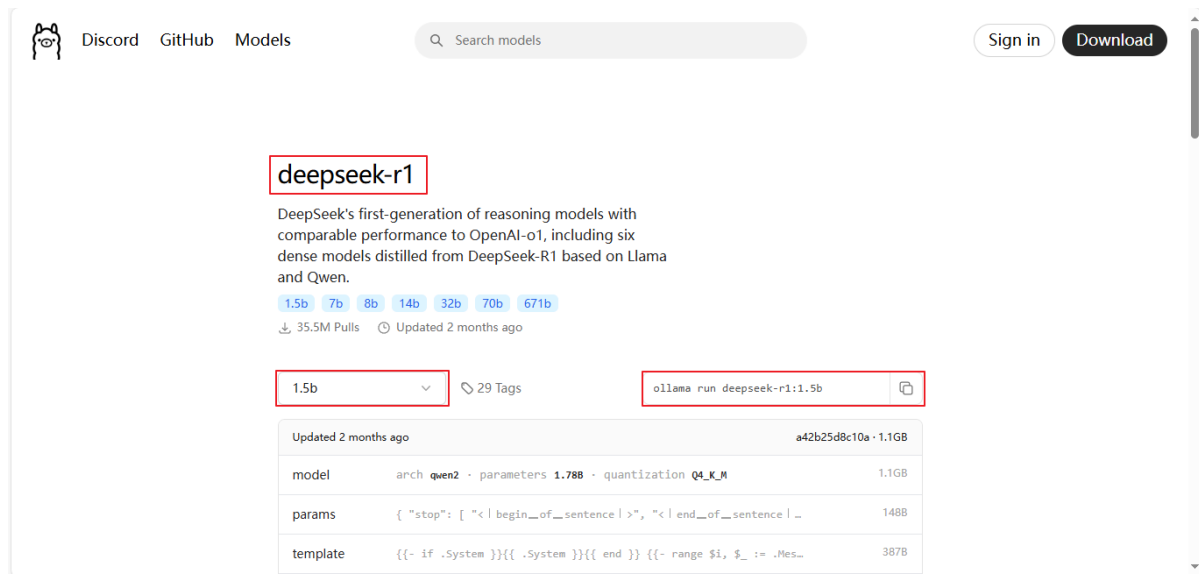 Discord GitHub Models Search models Sign in Download
deepseek-r1
DeepSeek's first-generation of reasoning models with
comparable performance to OpenAI-o1, including six
dense models distilled from DeepSeek-R1 based on Llama
and Qwen.
1.5b 7b 8b 14b 32b 70b 671b
35.5M Pulls Updated 2 months ago
1.5b 29 Tags ollama run deepseek-r1:1.5b
Updated 2 months ago a42b25d8c10a · 1.1GB
model arch qwen2 · parameters 1.78B · quantization Q4_K_M 1.1GB
params { "stop": [ "<｜begin▁of▁sentence｜>", "<｜end▁of▁sentence｜… 148B
template {{- if .System }}{{ .System }}{{ end }} {{- range $i, $_ := .Mes… 387B